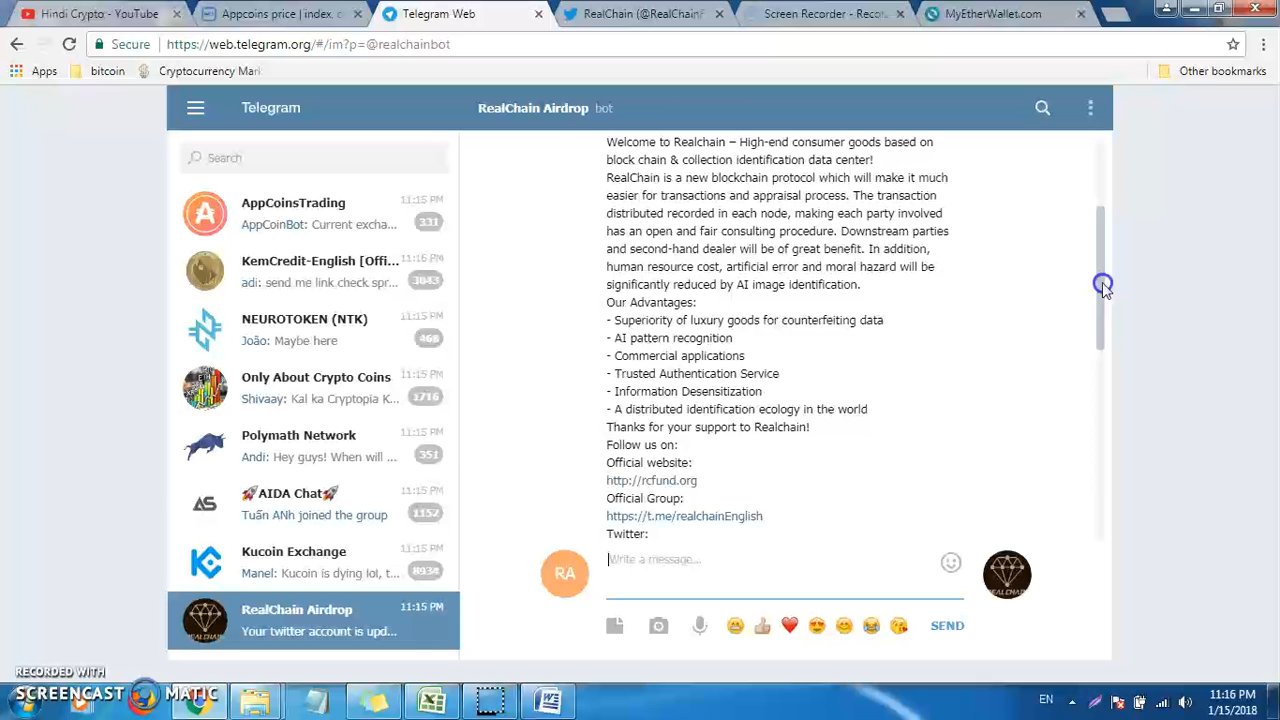 Hindi Crypto - YouTube
Appcoins price | index, c
Telegram Web
RealChain (@RealChainF
Screen Recorder - Recor
MyEtherWallet.com
Secure
https://web.telegram.org/#/im?p=@realchainbot
Apps
bitcoin
Cryptocurrency Mark
Other bookmarks
Telegram
RealChain Airdrop bot
Search
AppCoinsTrading
11:15 PM
AppCoinBot: Current excha...
331
KemCredit-English [Offi...
11:16 PM
adi: send me link check spr...
3043
NEUROTOKEN (NTK)
11:15 PM
João: Maybe here
468
Only About Crypto Coins
11:15 PM
Shivaay: Kal ka Cryptopia K...
1716
Polymath Network
11:15 PM
Andi: Hey guys! When will ...
351
🚀AIDA Chat🚀
11:15 PM
Tuấn ANh joined the group
1152
Kucoin Exchange
11:15 PM
Manel: Kucoin is dying lol, t...
8934
RealChain Airdrop
11:15 PM
Your twitter account is upd...
Welcome to Realchain – High-end consumer goods based on
block chain & collection identification data center!
RealChain is a new blockchain protocol which will make it much
easier for transactions and appraisal process. The transaction
distributed recorded in each node, making each party involved
has an open and fair consulting procedure. Downstream parties
and second-hand dealer will be of great benefit. In addition,
human resource cost, artificial error and moral hazard will be
significantly reduced by AI image identification.
Our Advantages:
- Superiority of luxury goods for counterfeiting data
- AI pattern recognition
- Commercial applications
- Trusted Authentication Service
- Information Desensitization
- A distributed identification ecology in the world
Thanks for your support to Realchain!
Follow us on:
Official website:
http://rcfund.org
Official Group:
https://t.me/realchainEnglish
Twitter:
RA
Write a message...
REALCHAIN
SEND
RECORDED WITH
SCREENCAST MATIC
EN
11:16 PM
1/15/2018